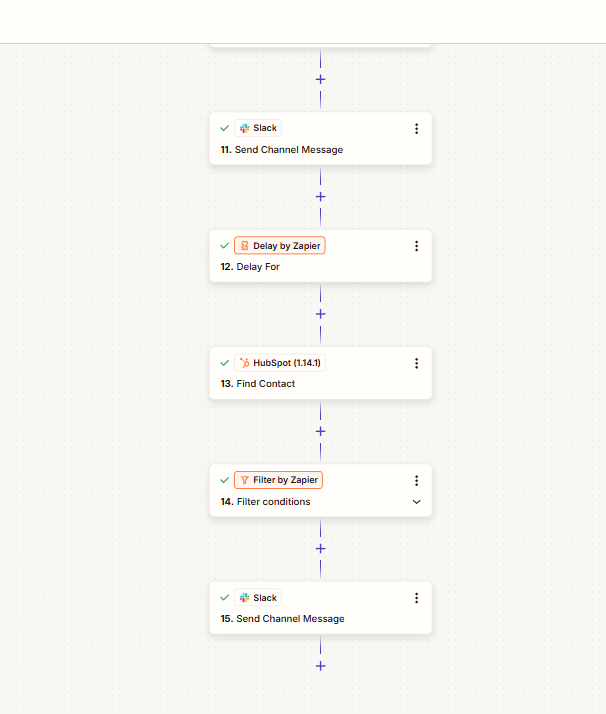 Slack
11. Send Channel Message
Delay by Zapier
12. Delay For
HubSpot (1.14.1)
13. Find Contact
Filter by Zapier
14. Filter conditions
Slack
15. Send Channel Message